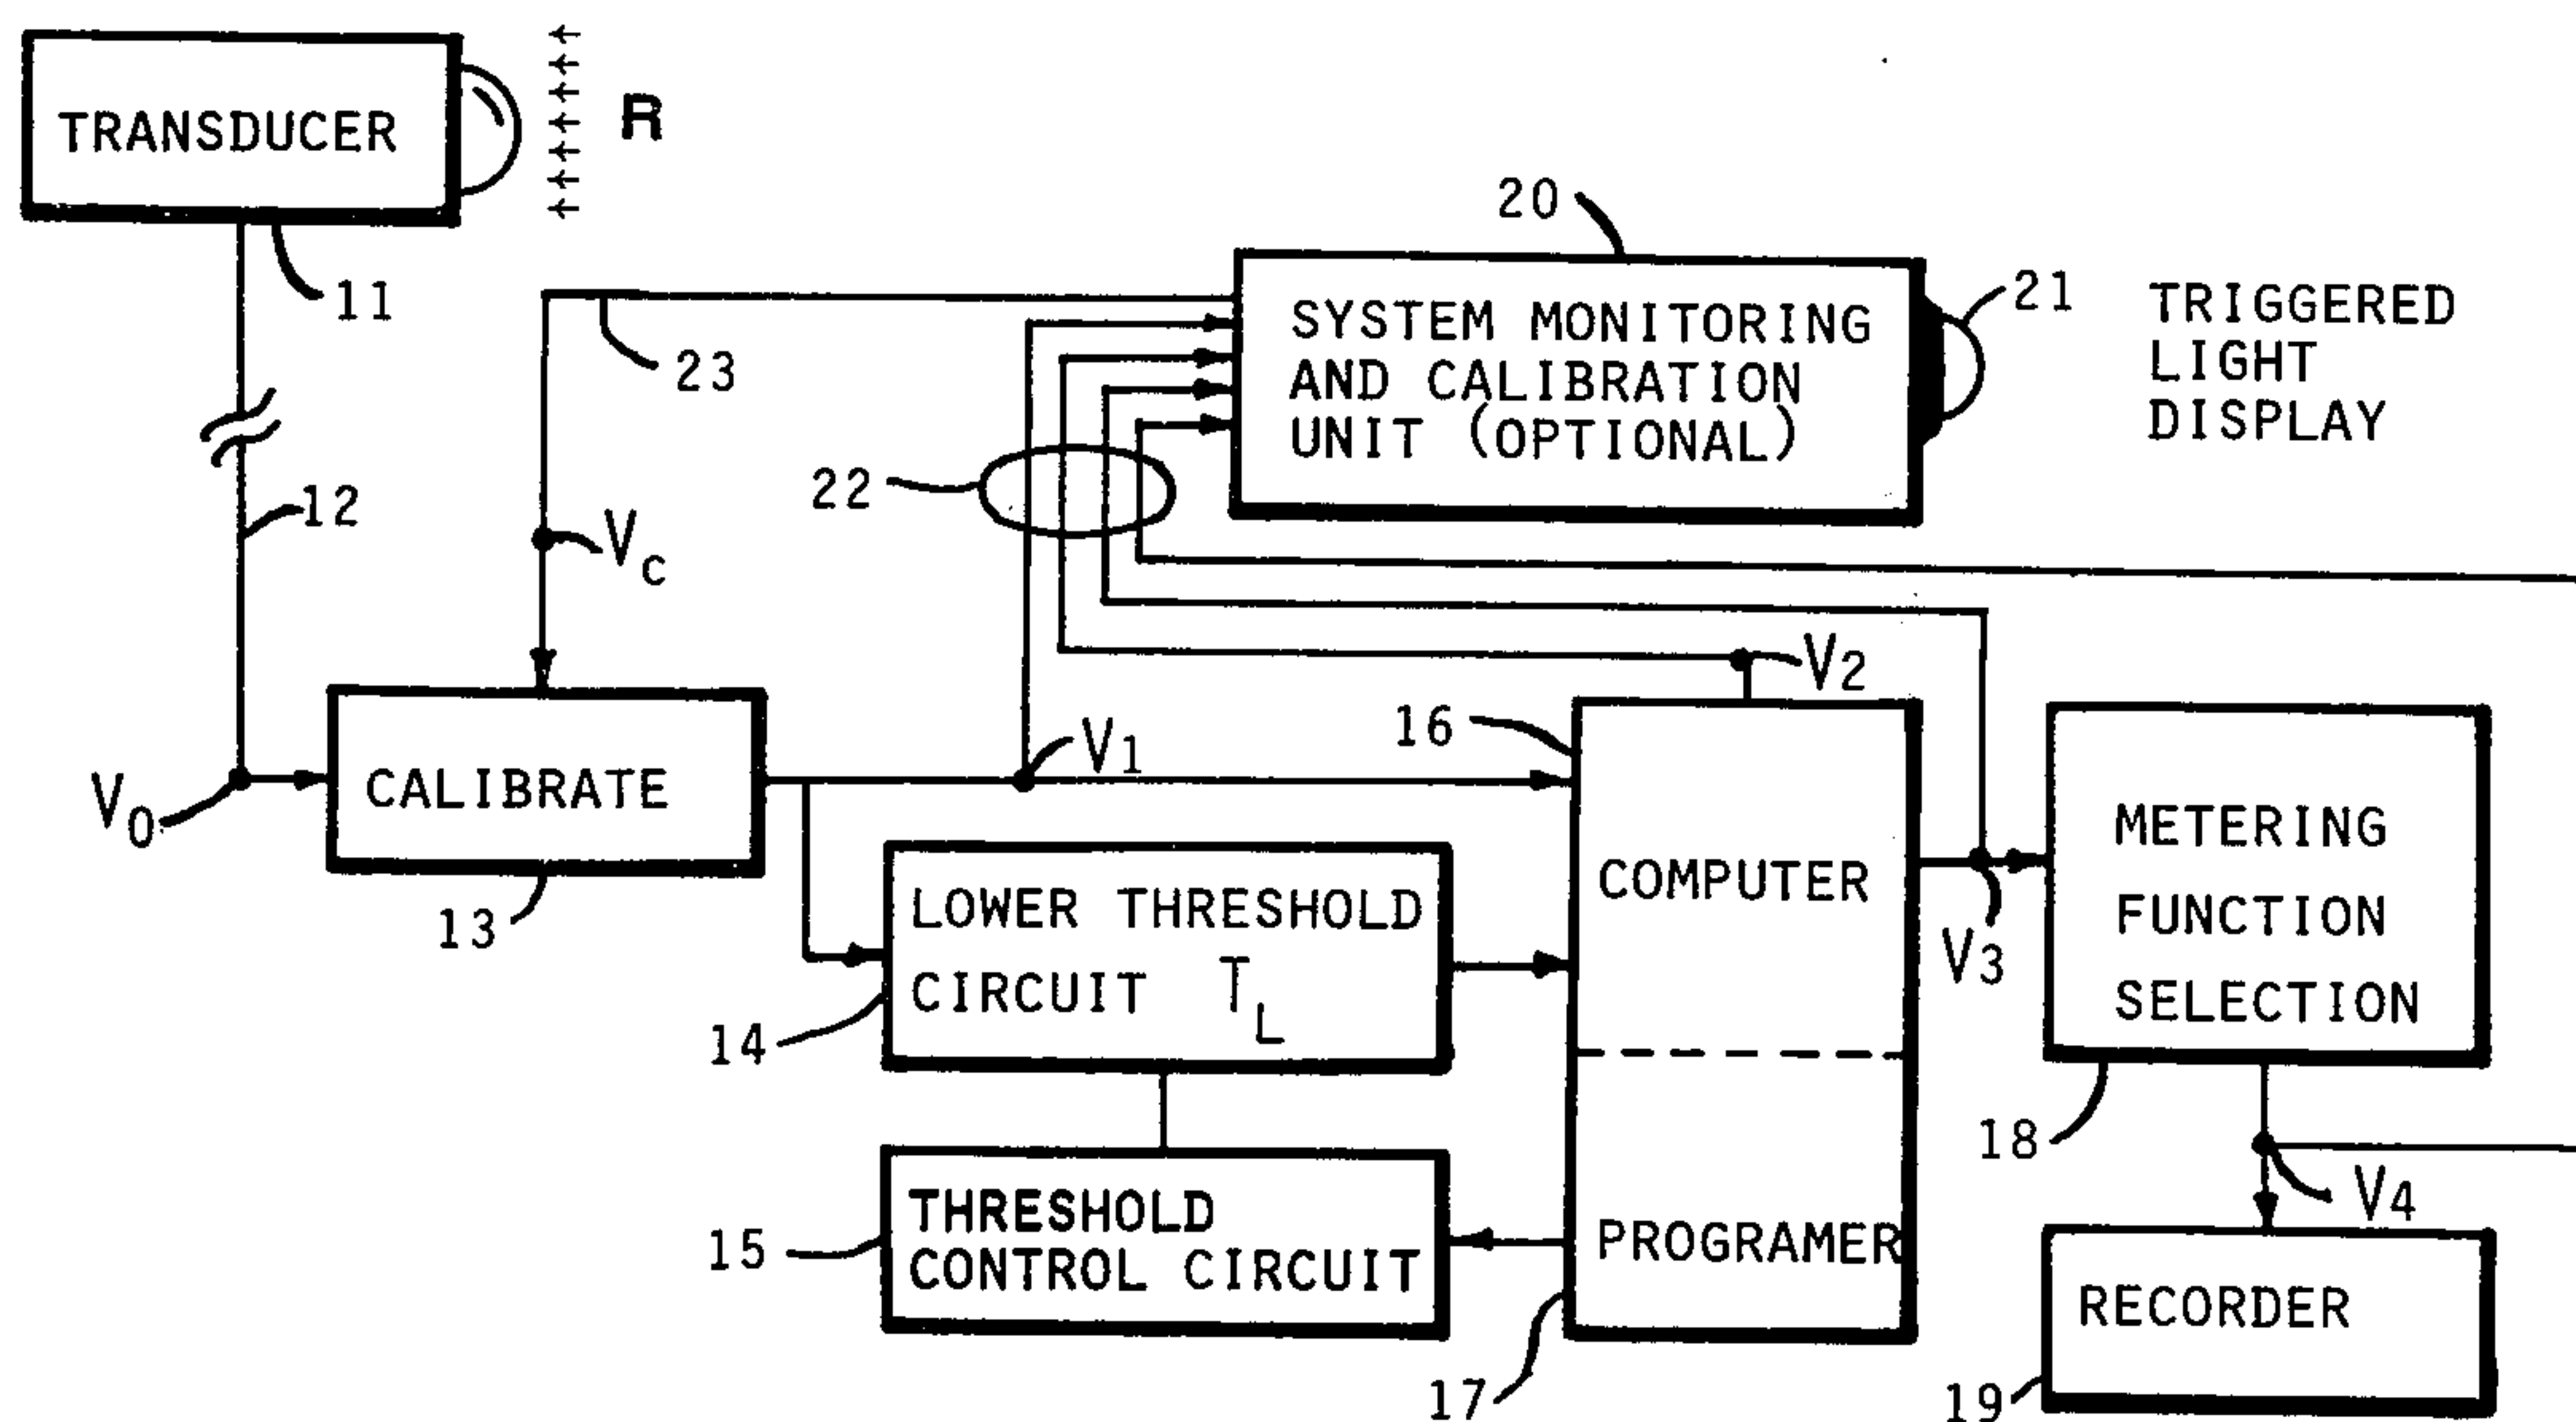 TRANSDUCER
R
11
12
20
SYSTEM MONITORING
AND CALIBRATION
UNIT (OPTIONAL)
21
TRIGGERED
LIGHT
DISPLAY
23
22
Vc
V0
CALIBRATE
13
V1
V2
16
LOWER THRESHOLD
CIRCUIT TL
14
COMPUTER
PROGRAMER
17
THRESHOLD
CONTROL CIRCUIT
15
V3
METERING
FUNCTION
SELECTION
18
V4
RECORDER
19